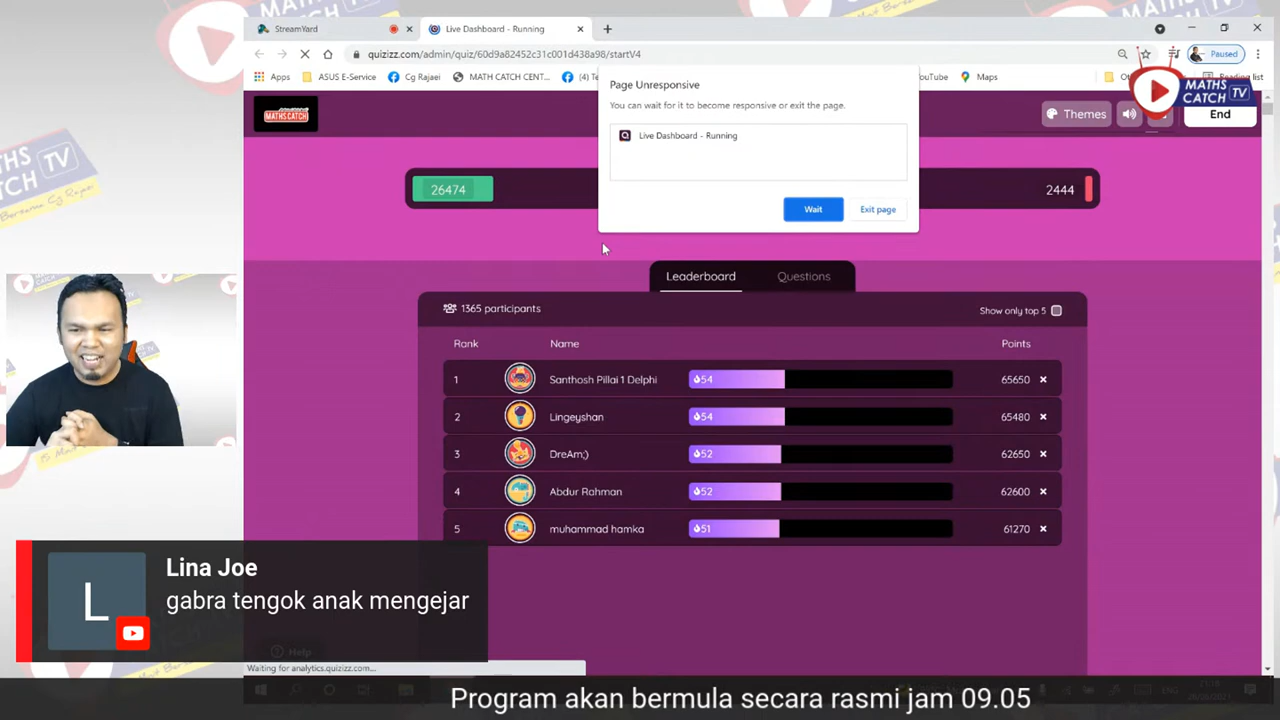 StreamYard
Live Dashboard - Running
quizizz.com/admin/quiz/60d9a82452c31c001d438a98/startV4
Paused
Apps
ASUS E-Service
Cg Rajaei
MATH CATCH CENT...
YouTube
Maps
Reading list
Page Unresponsive
You can wait for it to become responsive or exit the page.
Live Dashboard - Running
Wait
Exit page
MATHS CATCH
MATHS
CATCH TV
Themes
End
26474
2444
Leaderboard
Questions
1365 participants
Show only top 5
Rank
Name
Points
1 Santhosh Pillai 1 Delphi 54 65650
2 Lingeyshan 54 65480
3 DreAm;) 52 62650
4 Abdur Rahman 52 62600
5 muhammad hamka 51 61270
Lina Joe
L
gabra tengok anak mengejar
Help
Waiting for analytics.quizizz.com...
Program akan bermula secara rasmi jam 09.05